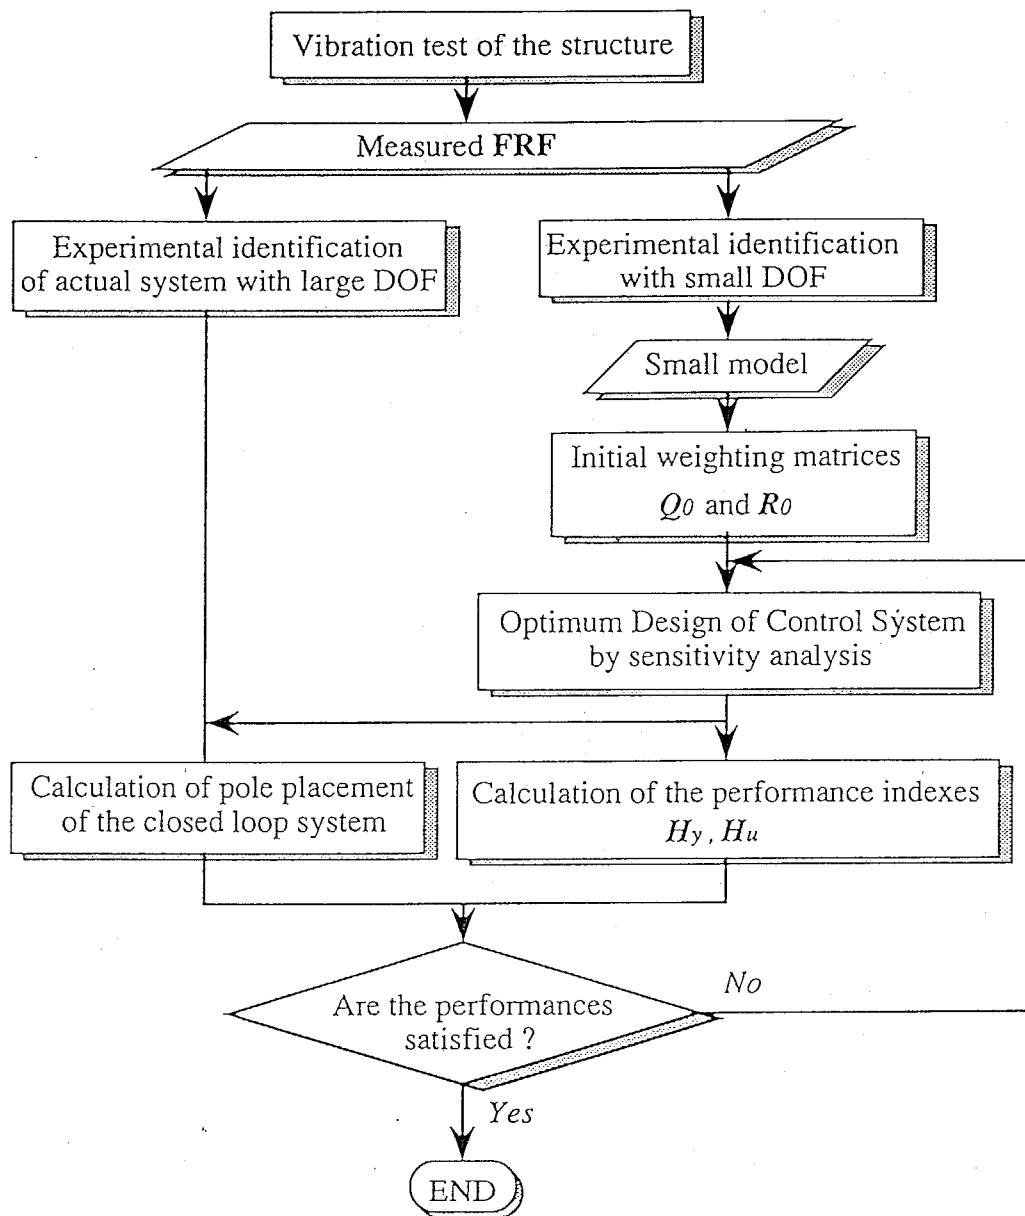 Vibration test of the structure
Measured FRF
Experimental identification
of actual system with large DOF
Experimental identification
with small DOF
Small model
Initial weighting matrices
Q0 and R0
Optimum Design of Control System
by sensitivity analysis
Calculation of pole placement
of the closed loop system
Calculation of the performance indexes
Hy, Hu
Are the performances
satisfied ?
No
Yes
END